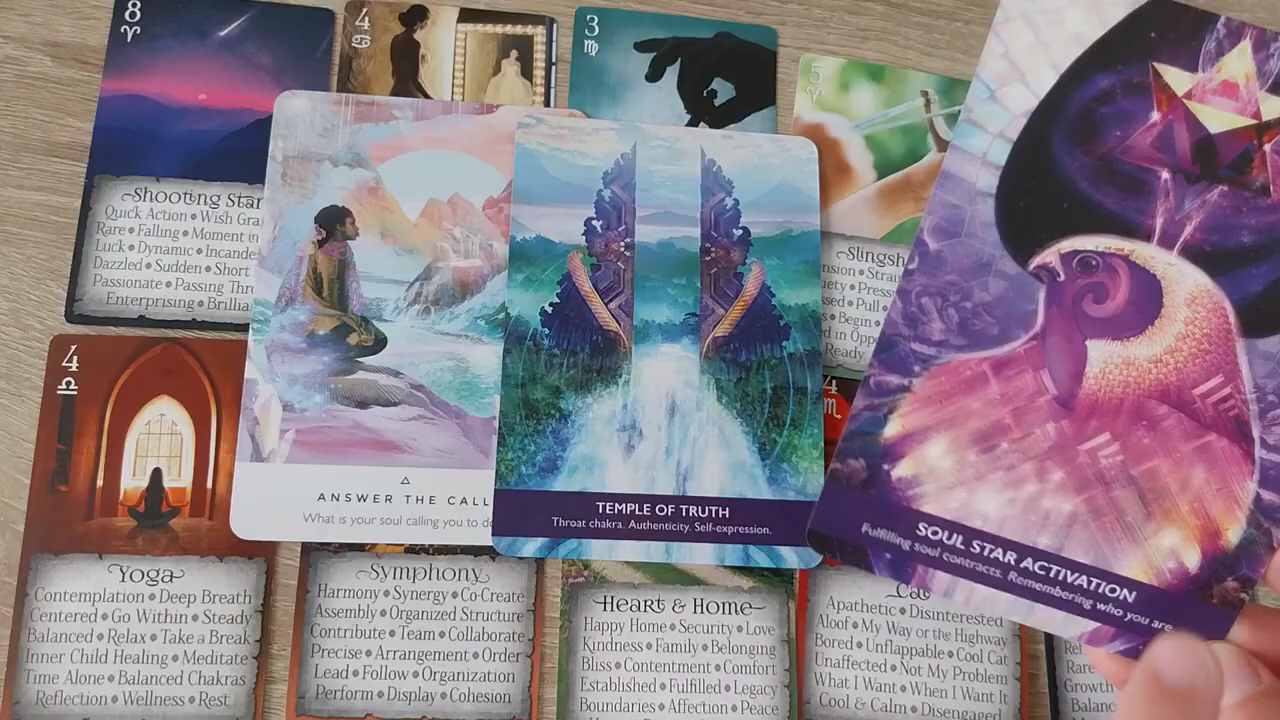 8
♈
4
♋
3
♍
5
♈
Shooting Star
Quick Action • Wish
Rare • Falling • Moment
Luck • Dynamic •
Dazzled • Sudden • Short
Passionate • Passing
Enterprising •
Begin
Ready
ANSWER THE CALL
What is your soul calling you to
TEMPLE OF TRUTH
Throat chakra. Authenticity. Self-expression.
SOUL STAR ACTIVATION
Fulfilling soul contracts. Remembering who you are.
4
♎
4
♏
Yoga
Contemplation • Deep Breath
Centered • Go Within • Steady
Balanced • Relax • Take a Break
Inner Child Healing • Meditate
Time Alone • Balanced Chakras
Reflection • Wellness • Rest
Symphony
Harmony • Synergy • Co-Create
Assembly • Organized Structure
Contribute • Team • Collaborate
Precise • Arrangement • Order
Lead • Follow • Organization
Perform • Display • Cohesion
Heart & Home
Happy Home • Security • Love
Kindness • Family • Belonging
Bliss • Contentment • Comfort
Established • Fulfilled • Legacy
Boundaries • Affection • Peace
Cat
Apathetic • Disinterested
Aloof • My Way or the Highway
Bored • Unflappable • Cool Cat
Unaffected • Not My Problem
What I Want • When I Want It
Cool & Calm • Disengaged
Rare
Growth